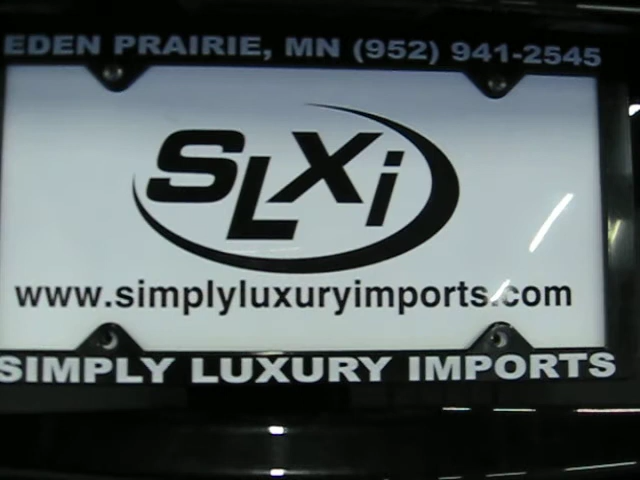 EDEN PRAIRIE, MN (952) 941-2545
SLXi
www.simplyluxuryimports.com
SIMPLY LUXURY IMPORTS